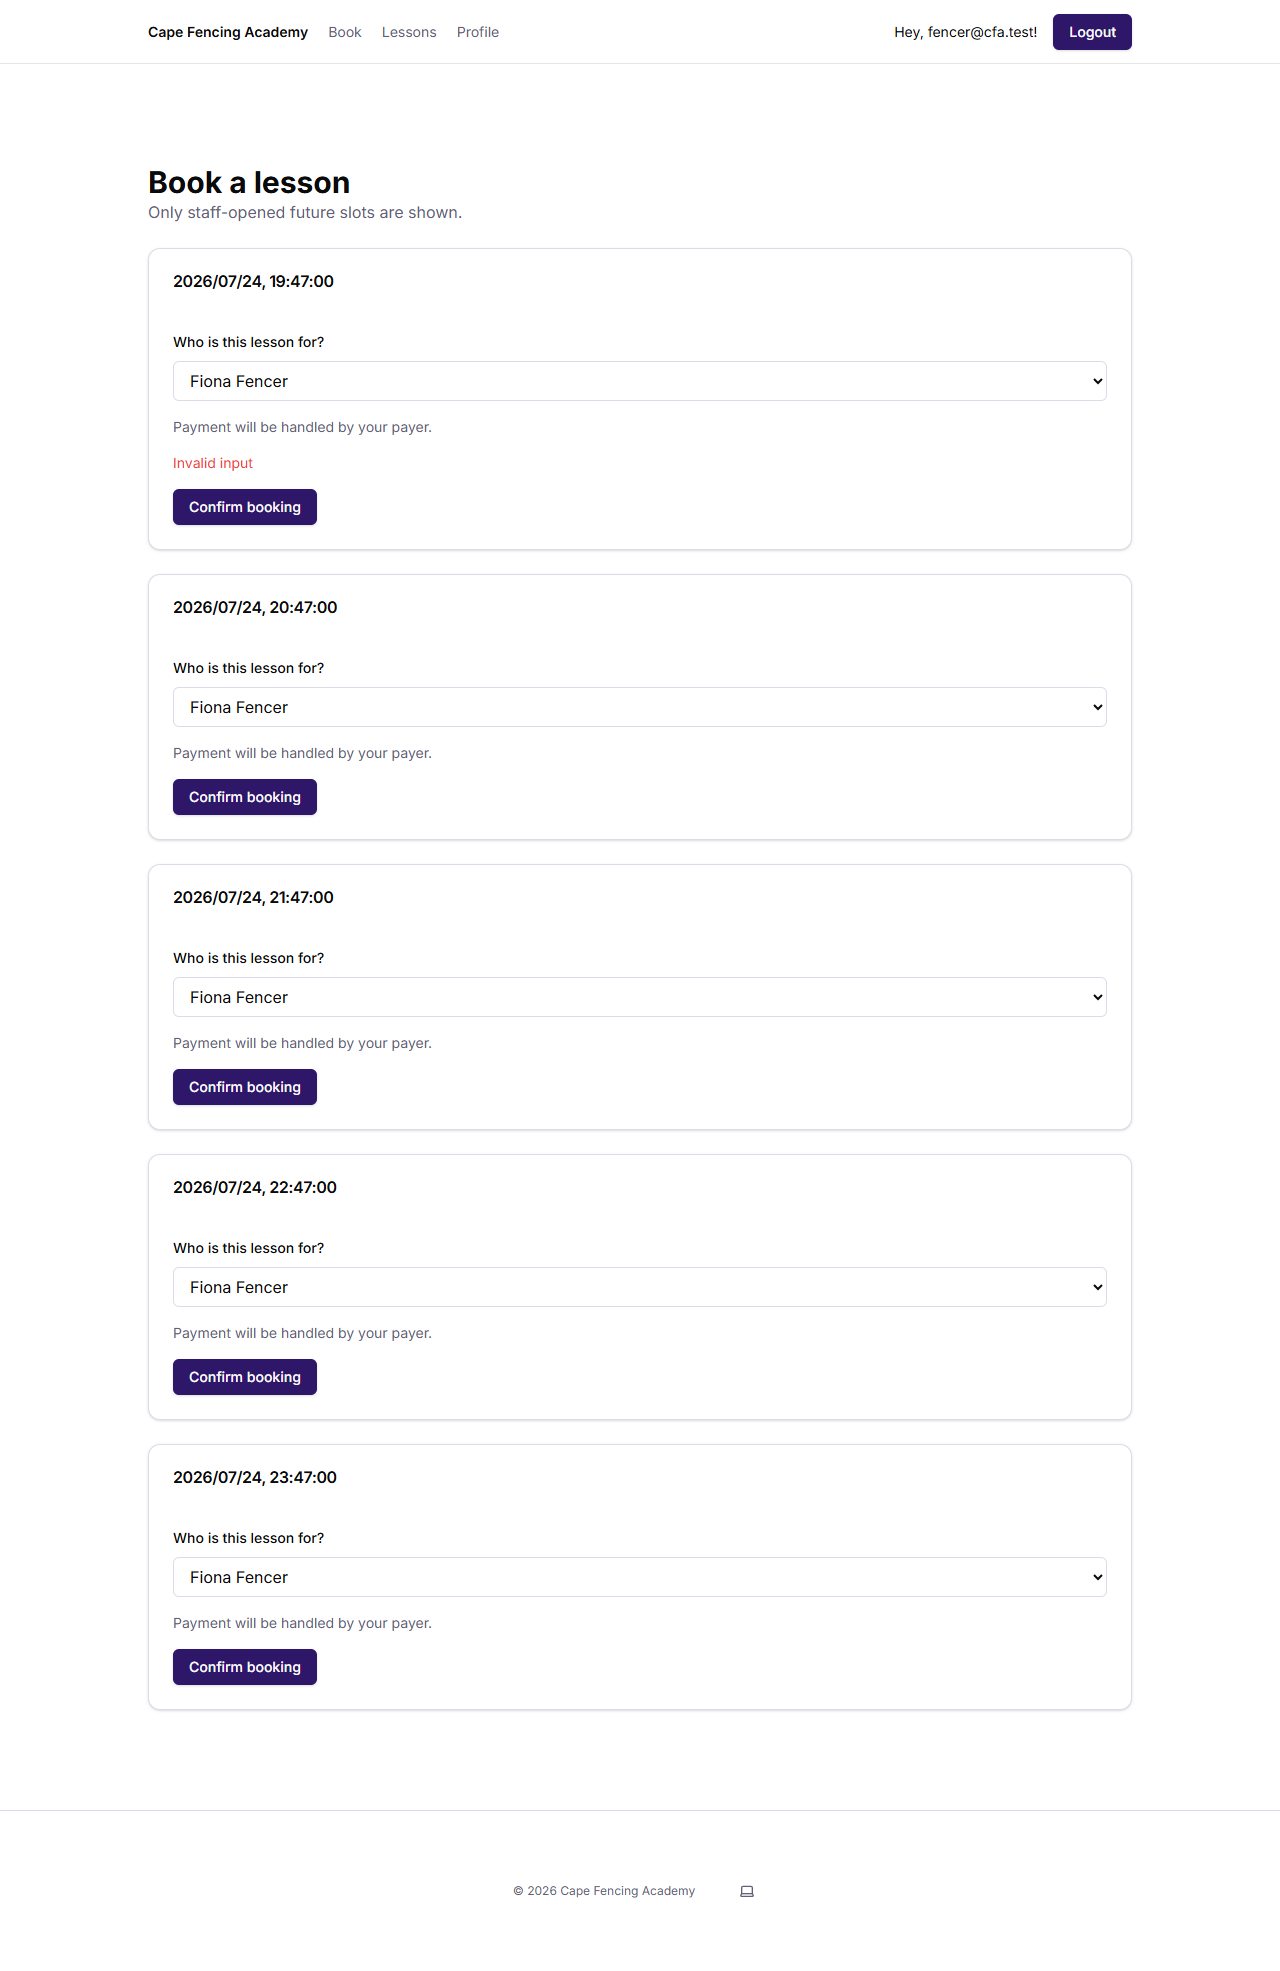 Cape Fencing Academy Book Lessons Profile Hey, fencer@cfa.test! Logout
Book a lesson
Only staff-opened future slots are shown.
2026/07/24, 19:47:00
Who is this lesson for?
Fiona Fencer
Payment will be handled by your payer.
Invalid input
Confirm booking
2026/07/24, 20:47:00
Who is this lesson for?
Fiona Fencer
Payment will be handled by your payer.
Confirm booking
2026/07/24, 21:47:00
Who is this lesson for?
Fiona Fencer
Payment will be handled by your payer.
Confirm booking
2026/07/24, 22:47:00
Who is this lesson for?
Fiona Fencer
Payment will be handled by your payer.
Confirm booking
2026/07/24, 23:47:00
Who is this lesson for?
Fiona Fencer
Payment will be handled by your payer.
Confirm booking
© 2026 Cape Fencing Academy